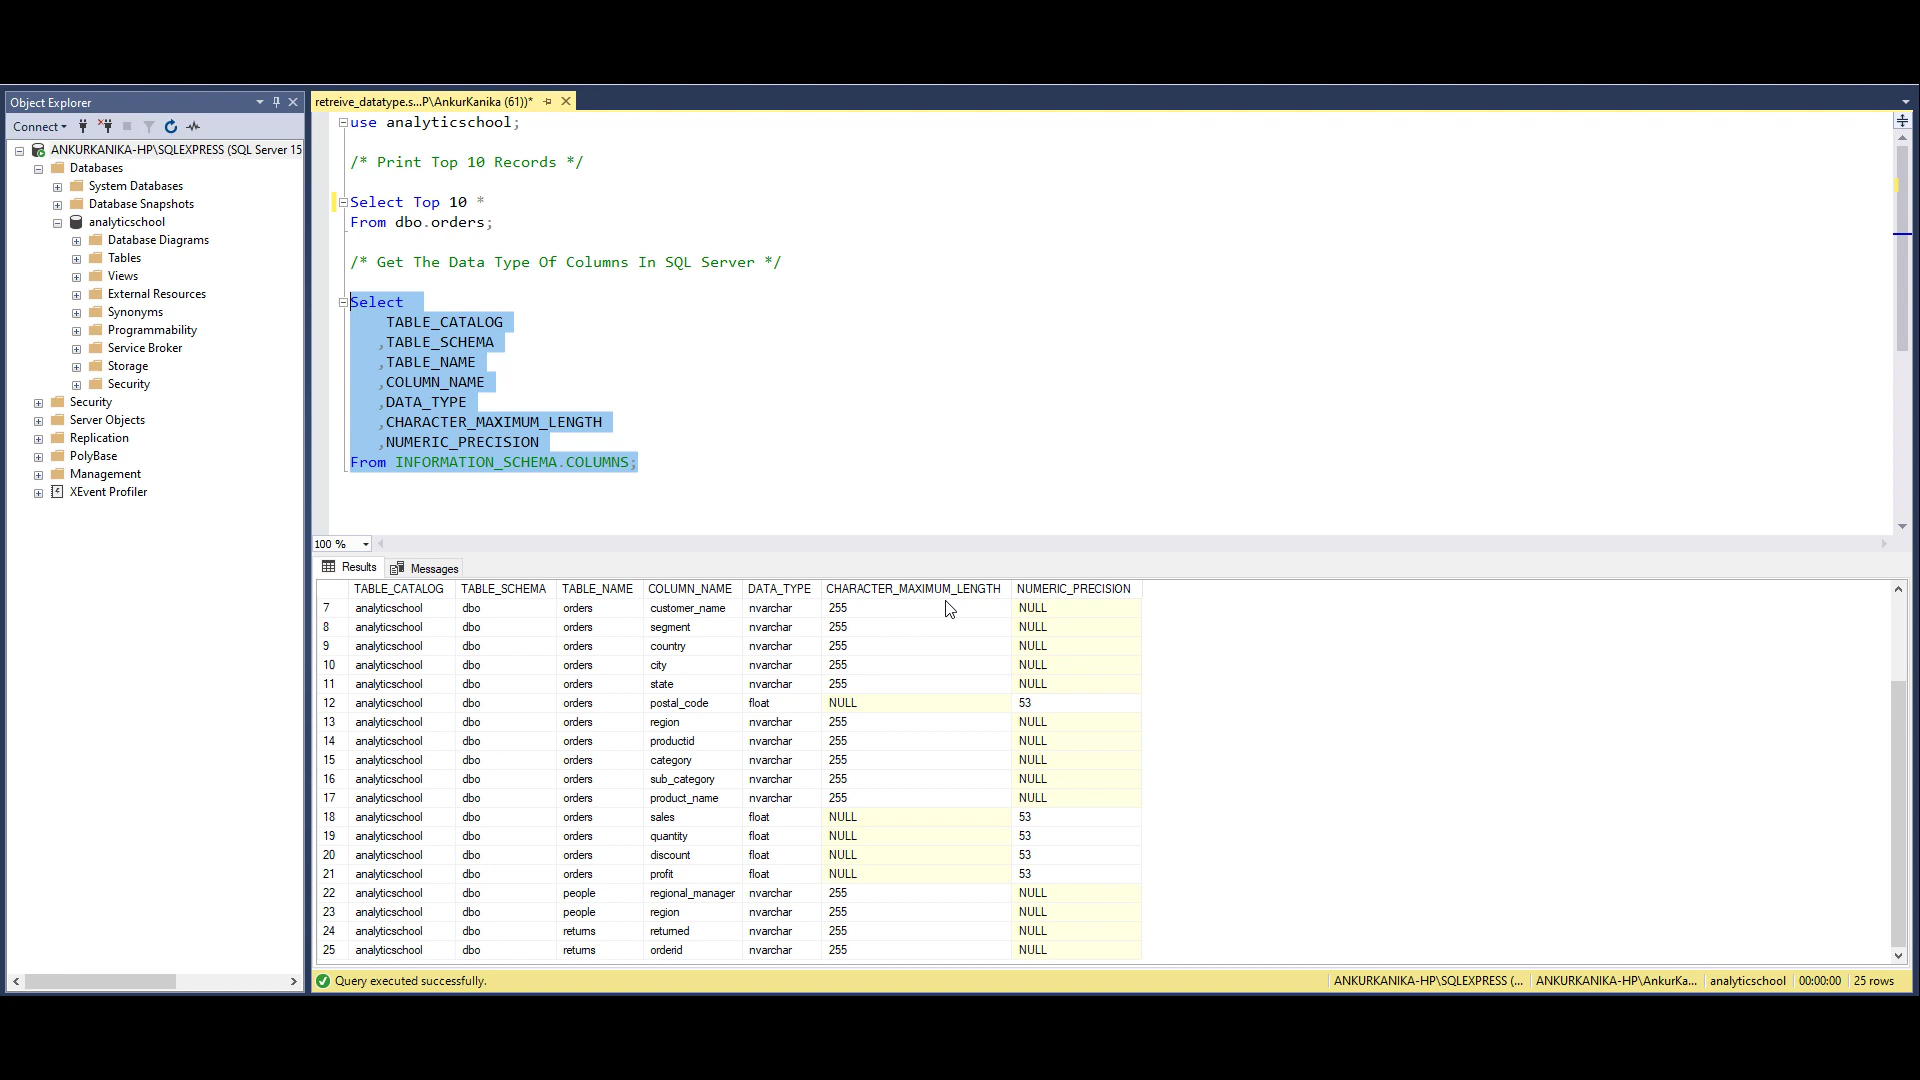 Object Explorer
Connect
ANKURKANIKA-HP\SQLEXPRESS (SQL Server 15
Databases
System Databases
Database Snapshots
analyticschool
Database Diagrams
Tables
Views
External Resources
Synonyms
Programmability
Service Broker
Storage
Security
Security
Server Objects
Replication
PolyBase
Management
XEvent Profiler
retreive_datatype.s...P\AnkurKanika (61))*
use analyticschool;
/* Print Top 10 Records */
Select Top 10 *
From dbo.orders;
/* Get The Data Type Of Columns In SQL Server */
Select
TABLE_CATALOG
,TABLE_SCHEMA
,TABLE_NAME
,COLUMN_NAME
,DATA_TYPE
,CHARACTER_MAXIMUM_LENGTH
,NUMERIC_PRECISION
From INFORMATION_SCHEMA.COLUMNS;
100 %
Results Messages
TABLE_CATALOG TABLE_SCHEMA TABLE_NAME COLUMN_NAME DATA_TYPE CHARACTER_MAXIMUM_LENGTH NUMERIC_PRECISION
7 analyticschool dbo orders customer_name nvarchar 255 NULL
8 analyticschool dbo orders segment nvarchar 255 NULL
9 analyticschool dbo orders country nvarchar 255 NULL
10 analyticschool dbo orders city nvarchar 255 NULL
11 analyticschool dbo orders state nvarchar 255 NULL
12 analyticschool dbo orders postal_code float NULL 53
13 analyticschool dbo orders region nvarchar 255 NULL
14 analyticschool dbo orders productid nvarchar 255 NULL
15 analyticschool dbo orders category nvarchar 255 NULL
16 analyticschool dbo orders sub_category nvarchar 255 NULL
17 analyticschool dbo orders product_name nvarchar 255 NULL
18 analyticschool dbo orders sales float NULL 53
19 analyticschool dbo orders quantity float NULL 53
20 analyticschool dbo orders discount float NULL 53
21 analyticschool dbo orders profit float NULL 53
22 analyticschool dbo people regional_manager nvarchar 255 NULL
23 analyticschool dbo people region nvarchar 255 NULL
24 analyticschool dbo returns returned nvarchar 255 NULL
25 analyticschool dbo returns orderid nvarchar 255 NULL
Query executed successfully. ANKURKANIKA-HP\SQLEXPRESS (... ANKURKANIKA-HP\AnkurKa... analyticschool 00:00:00 25 rows